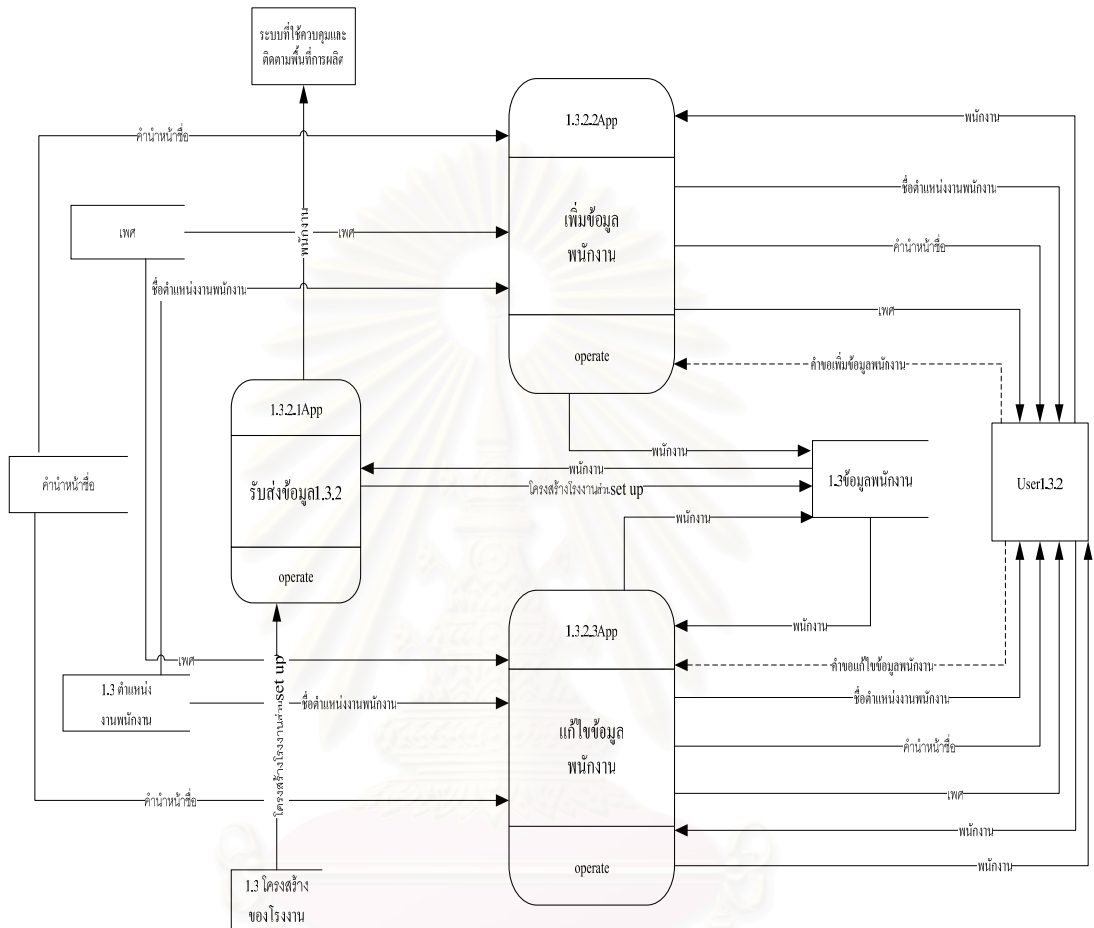 ระบบที่ใช้ควบคุมและ
ติดตามพื้นที่การผลิต
คำนำหน้าชื่อ
1.3.2.2App
พนักงาน
ชื่อตำแหน่งงานพนักงาน
เพศ
เพศ
พนักงาน
เพิ่มข้อมูล
พนักงาน
คำนำหน้าชื่อ
ชื่อตำแหน่งงานพนักงาน
เพศ
operate
คำขอเพิ่มข้อมูลพนักงาน
1.3.2.1App
พนักงาน
พนักงาน
คำนำหน้าชื่อ
รับส่งข้อมูล1.3.2
โครงสร้างโรงงานส่วนset up
1.3ข้อมูลพนักงาน
User1.3.2
พนักงาน
operate
1.3.2.3App
พนักงาน
เพศ
คำขอแก้ไขข้อมูลพนักงาน
1.3 ตำแหน่ง
งานพนักงาน
ชื่อตำแหน่งงานพนักงาน
ชื่อตำแหน่งงานพนักงาน
โครงสร้างโรงงานส่วนset up
แก้ไขข้อมูล
พนักงาน
คำนำหน้าชื่อ
คำนำหน้าชื่อ
เพศ
พนักงาน
operate
พนักงาน
1.3 โครงสร้าง
ของโรงงาน